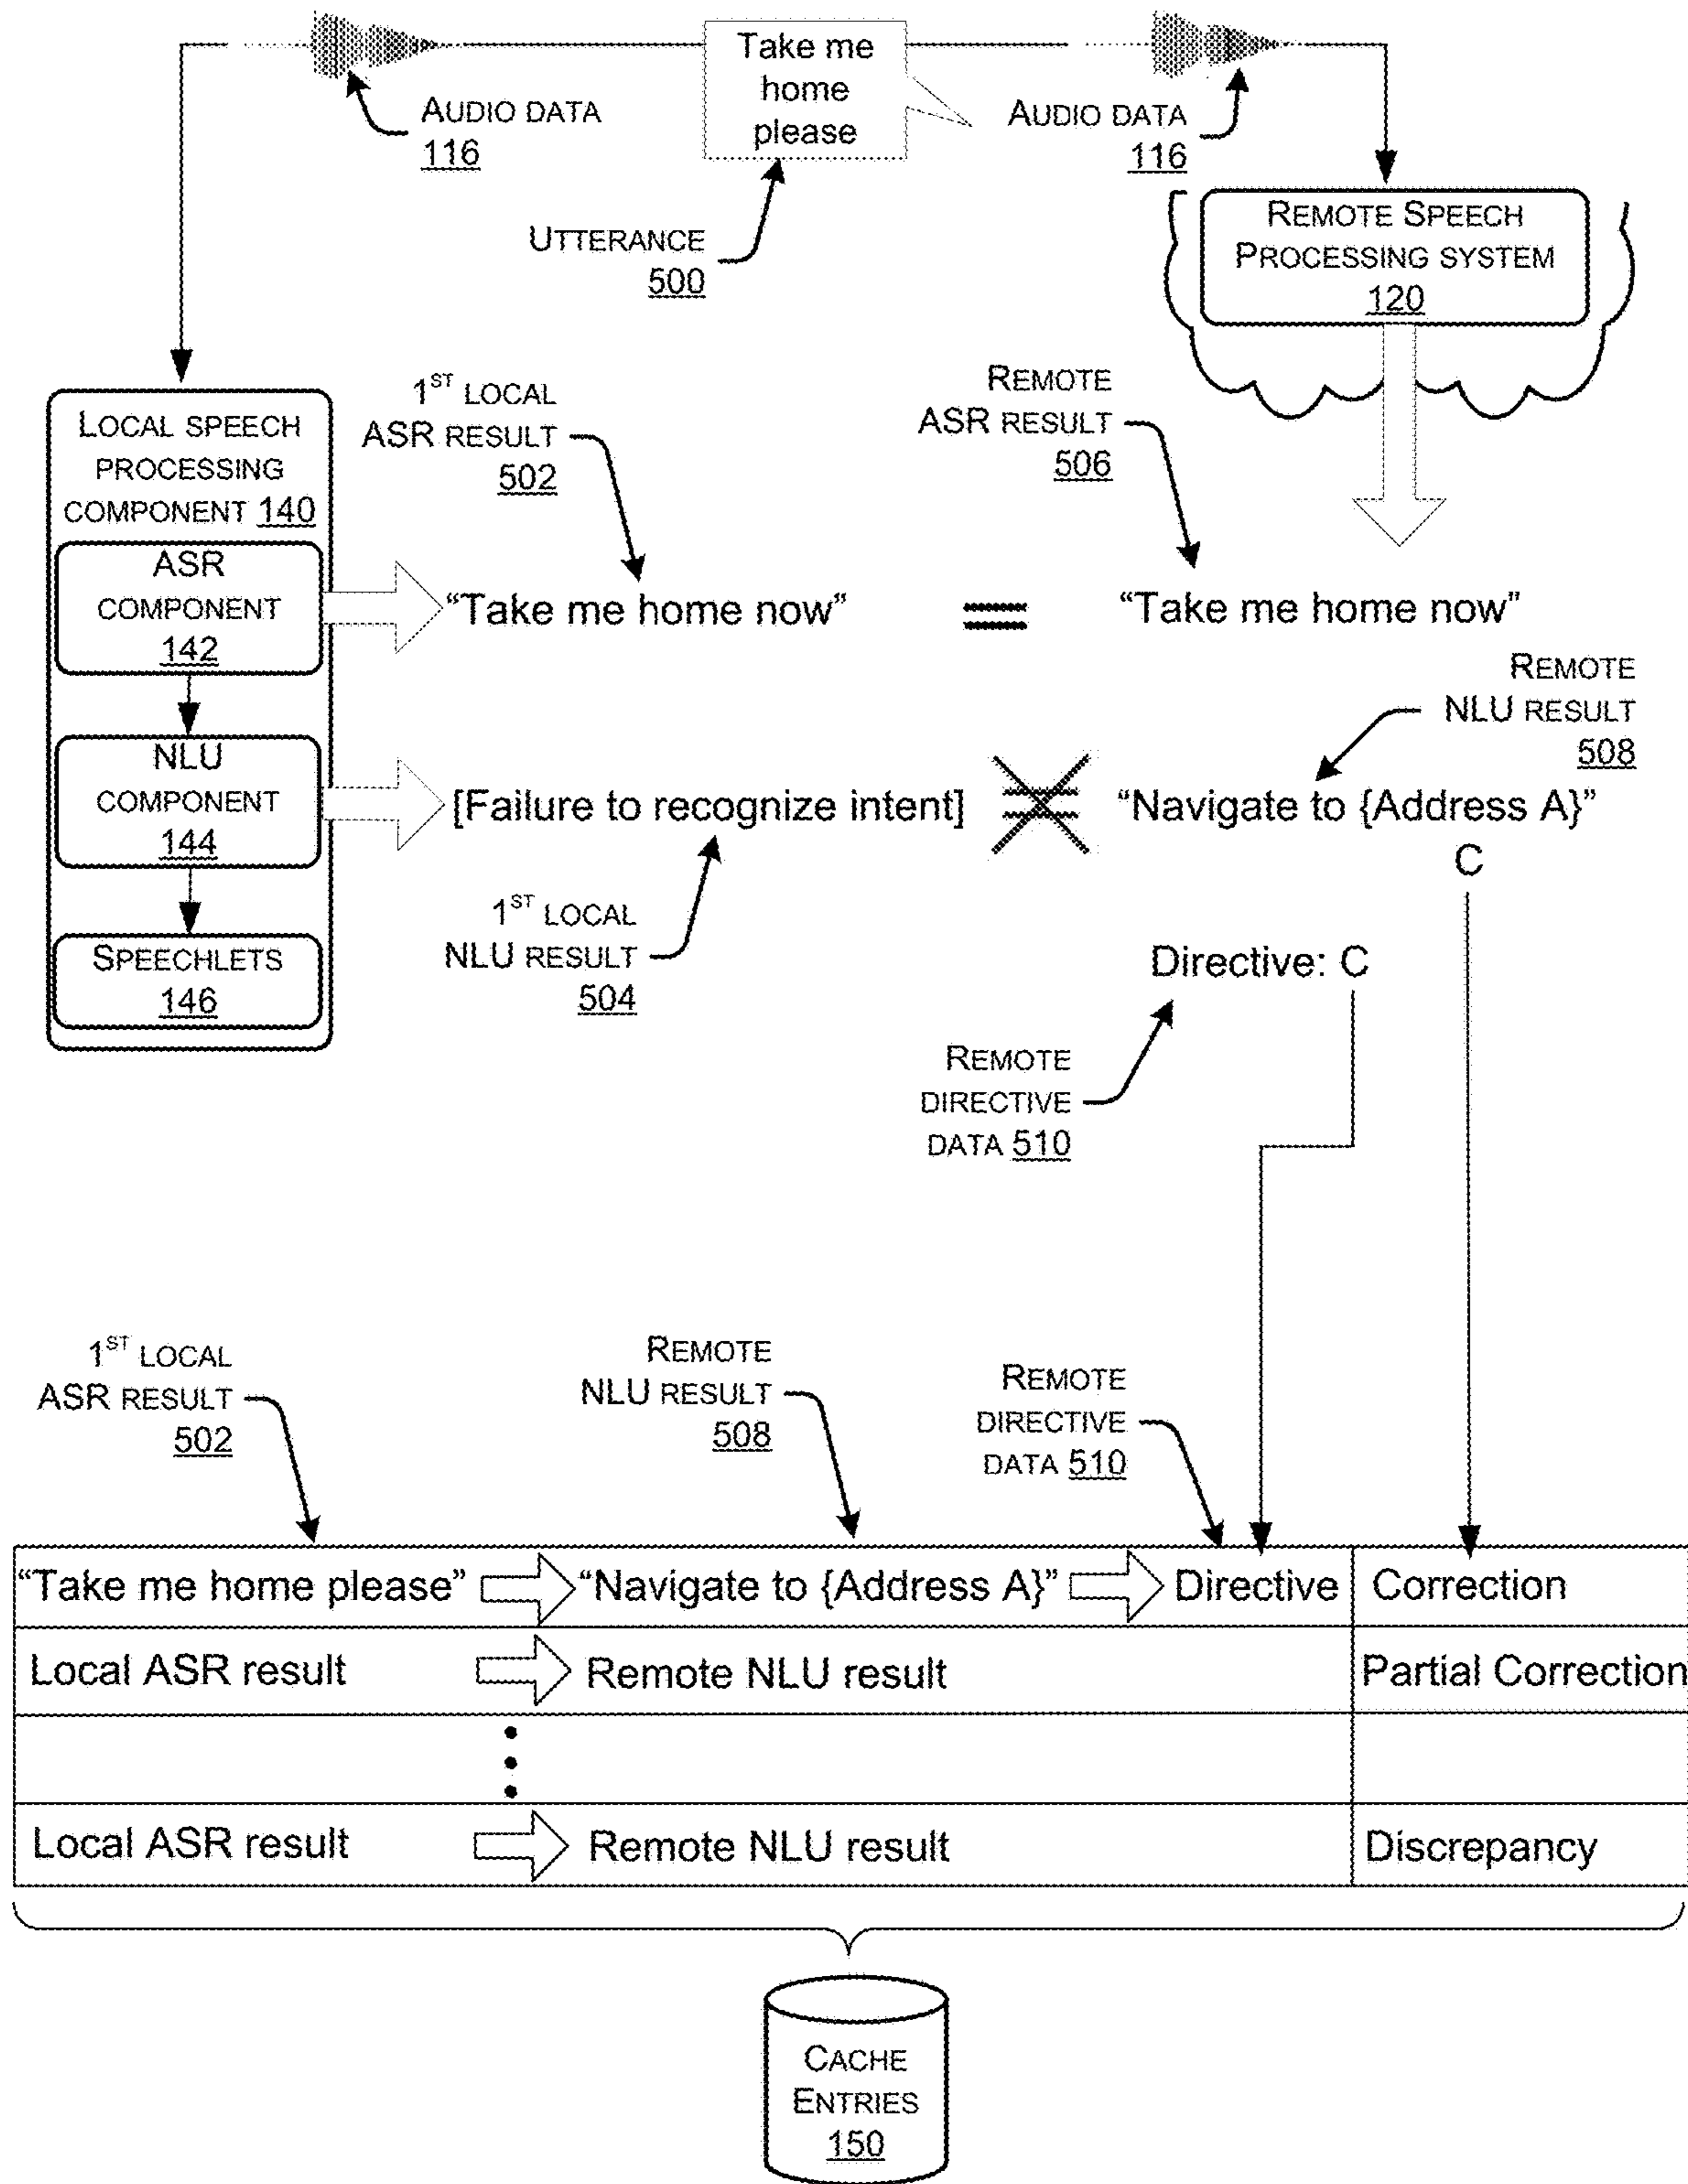 Take me
home
please
AUDIO DATA
116
AUDIO DATA
116
UTTERANCE
500
REMOTE SPEECH
PROCESSING SYSTEM
120
LOCAL SPEECH
PROCESSING
COMPONENT 140
ASR
COMPONENT
142
NLU
COMPONENT
144
SPEECHLETS
146
1ST LOCAL
ASR RESULT
502
REMOTE
ASR RESULT
506
“Take me home now”
=
“Take me home now”
REMOTE
NLU RESULT
508
[Failure to recognize intent]
=
“Navigate to {Address A}”
C
1ST LOCAL
NLU RESULT
504
Directive: C
REMOTE
DIRECTIVE
DATA 510
1ST LOCAL
ASR RESULT
502
REMOTE
NLU RESULT
508
REMOTE
DIRECTIVE
DATA 510
“Take me home please” “Navigate to {Address A}” Directive Correction
Local ASR result Remote NLU result Partial Correction
Local ASR result Remote NLU result Discrepancy
CACHE
ENTRIES
150